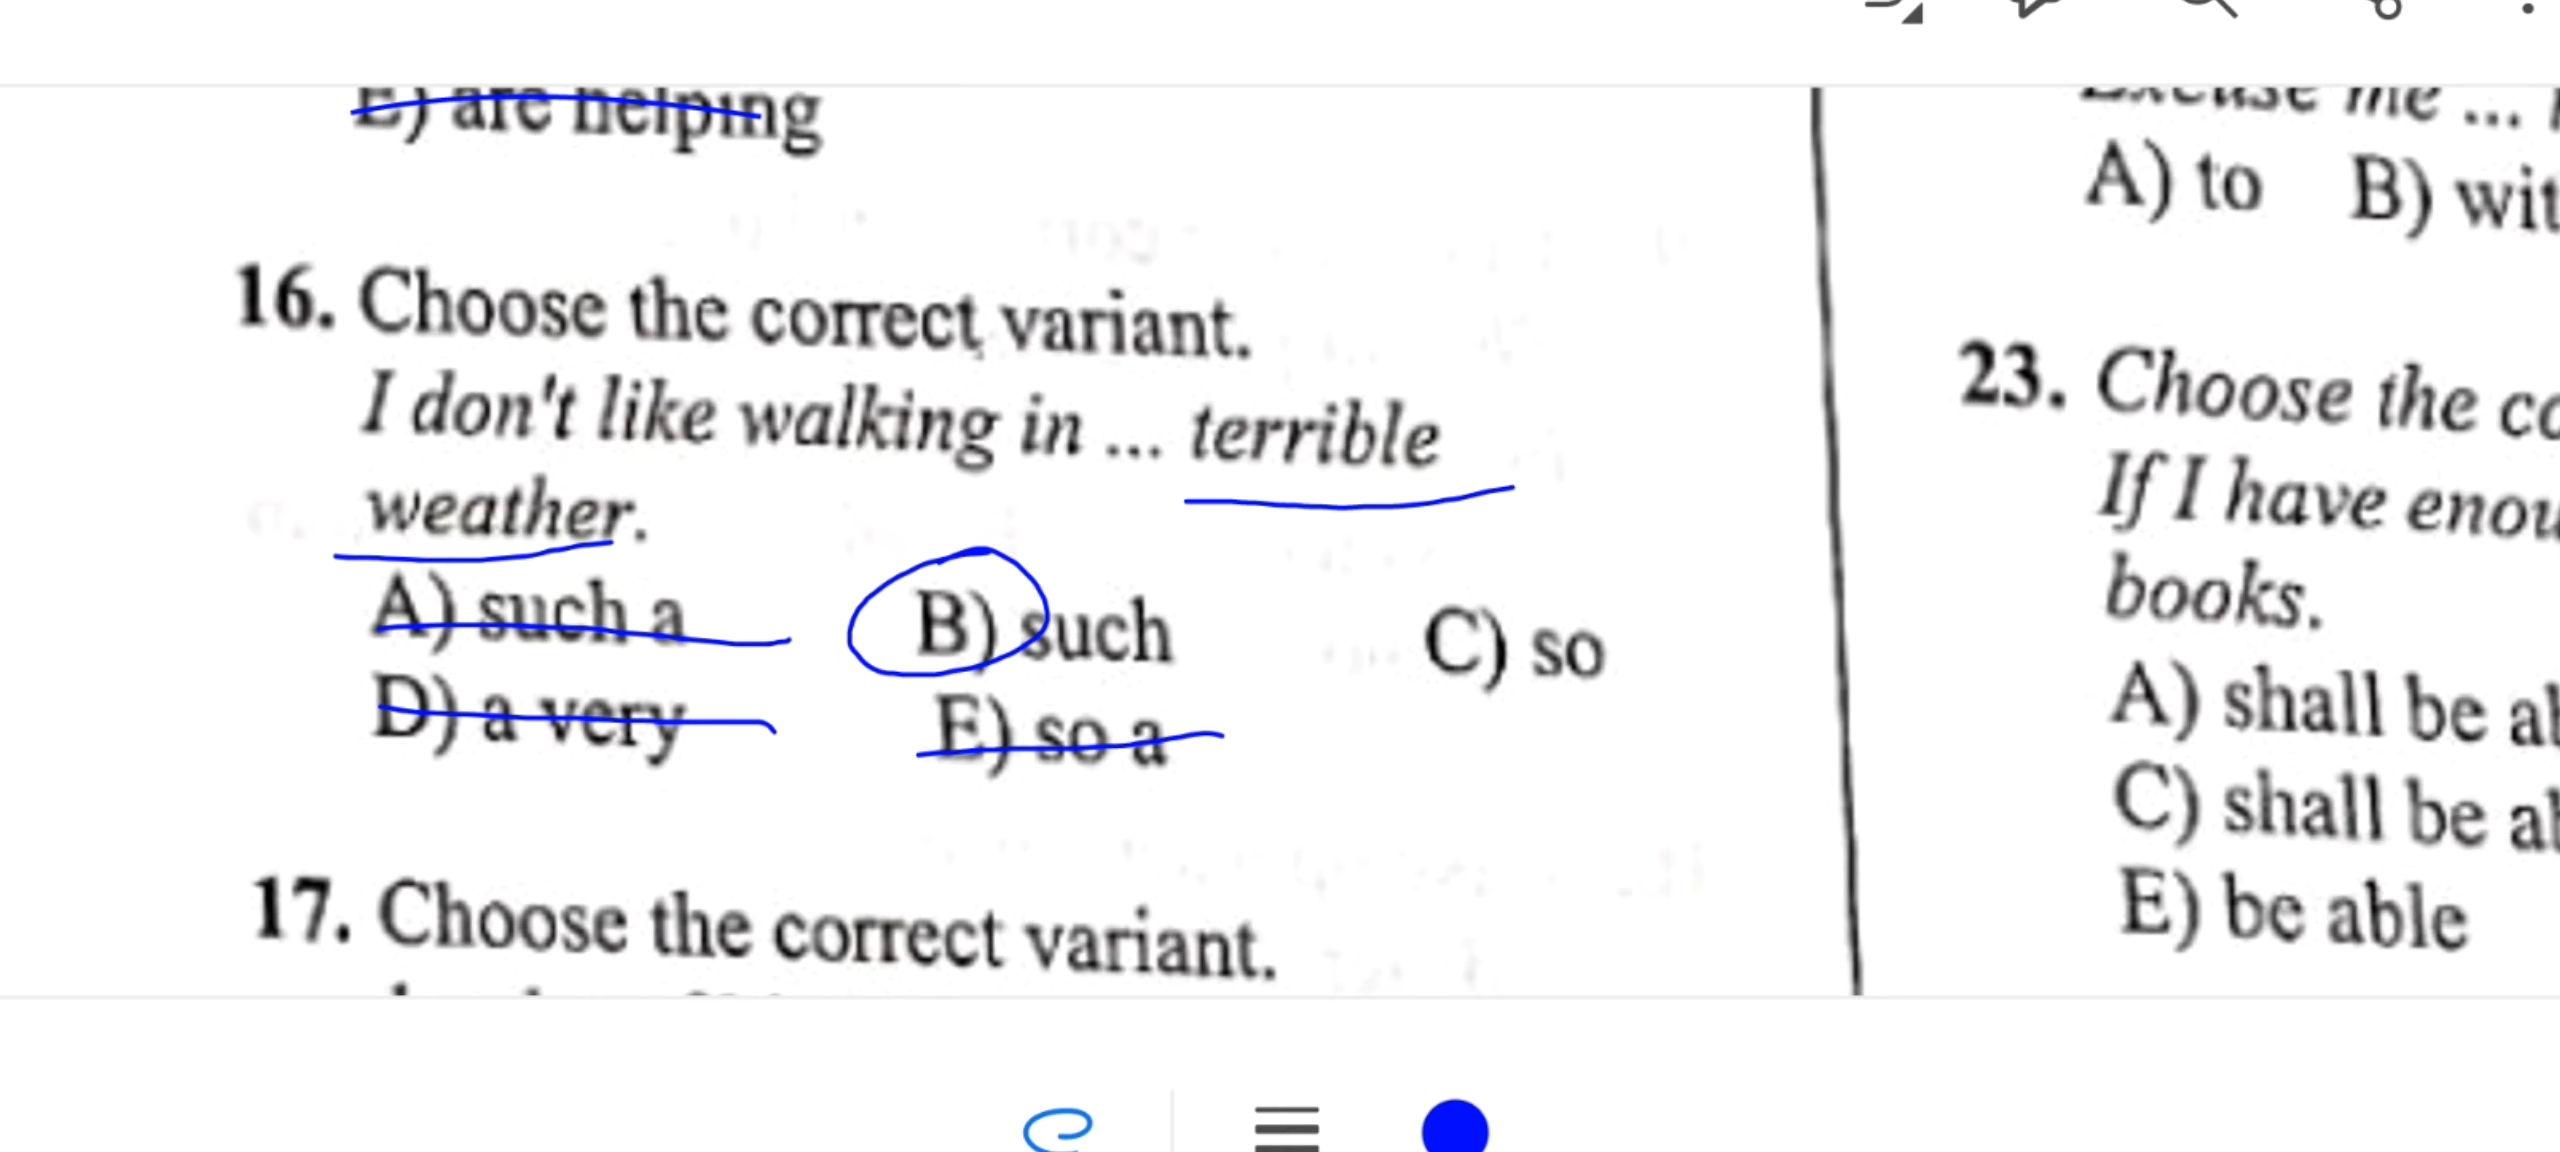 E) are helping
16. Choose the correct variant.
I don't like walking in ... terrible
weather.
A) such a B) such C) so
D) a very E) so a
17. Choose the correct variant.
Excuse me ...
A) to B) wit
23. Choose the co
If I have enou
books.
A) shall be al
C) shall be al
E) be able